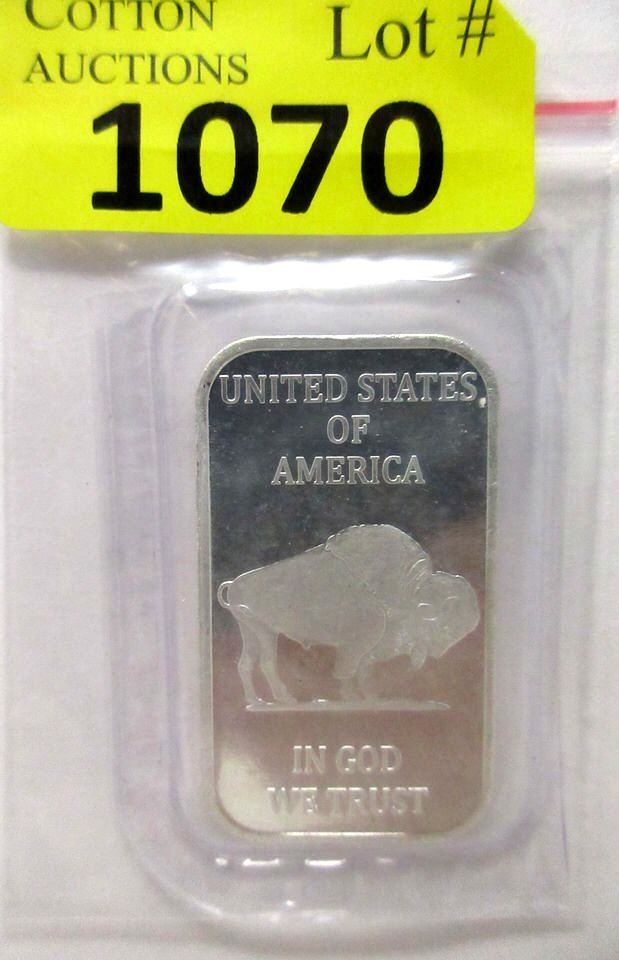 COTTON
AUCTIONS
Lot #
1070
UNITED STATES
OF
AMERICA
IN GOD
WE TRUST